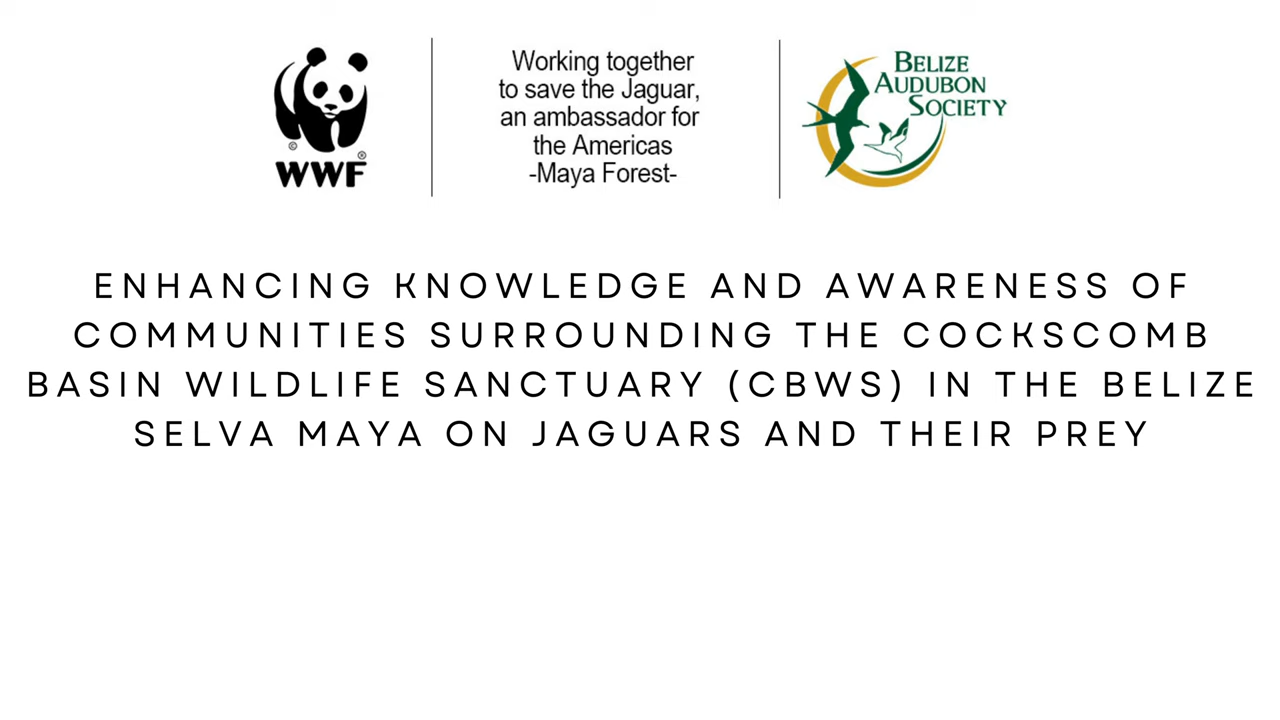 WWF
Working together
to save the Jaguar,
an ambassador for
the Americas
-Maya Forest-
BELIZE
AUDUBON
SOCIETY
ENHANCING KNOWLEDGE AND AWARENESS OF
COMMUNITIES SURROUNDING THE COCKSCOMB
BASIN WILDLIFE SANCTUARY (CBWS) IN THE BELIZE
SELVA MAYA ON JAGUARS AND THEIR PREY